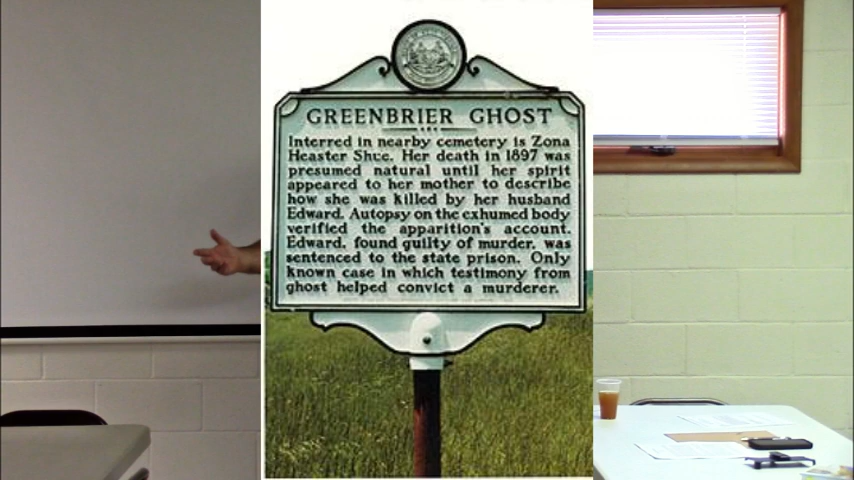 GREENBRIER GHOST
Interred in nearby cemetery is Zona
Heaster Shue. Her death in 1897 was
presumed natural until her spirit
appeared to her mother to describe
how she was killed by her husband
Edward. Autopsy on the exhumed body
verified the apparition's account.
Edward, found guilty of murder, was
sentenced to the state prison. Only
known case in which testimony from
ghost helped convict a murderer.